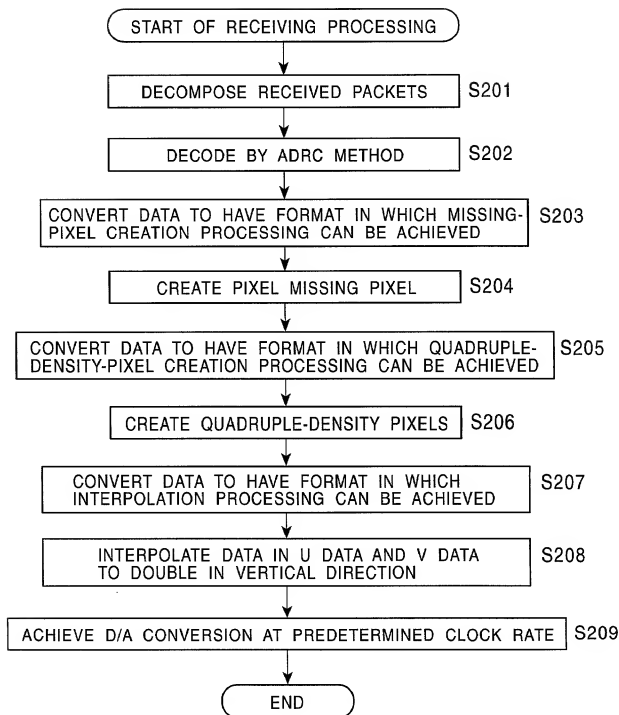 START OF RECEIVING PROCESSING
DECOMPOSE RECEIVED PACKETS S201
DECODE BY ADRC METHOD S202
CONVERT DATA TO HAVE FORMAT IN WHICH MISSING-
PIXEL CREATION PROCESSING CAN BE ACHIEVED S203
CREATE PIXEL MISSING PIXEL S204
CONVERT DATA TO HAVE FORMAT IN WHICH QUADRUPLE-
DENSITY-PIXEL CREATION PROCESSING CAN BE ACHIEVED S205
CREATE QUADRUPLE-DENSITY PIXELS S206
CONVERT DATA TO HAVE FORMAT IN WHICH
INTERPOLATION PROCESSING CAN BE ACHIEVED S207
INTERPOLATE DATA IN U DATA AND V DATA
TO DOUBLE IN VERTICAL DIRECTION S208
ACHIEVE D/A CONVERSION AT PREDETERMINED CLOCK RATE S209
END